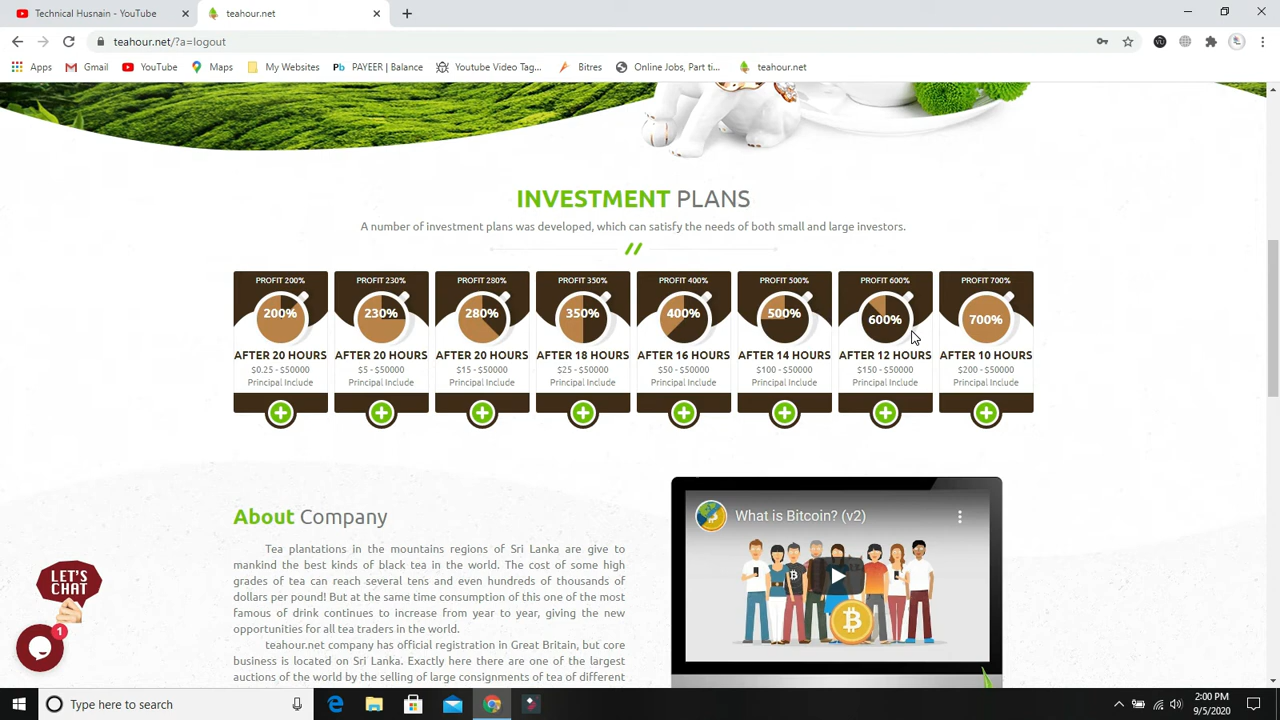 Technical Husnain - YouTube
teahour.net
teahour.net/?a=logout
Apps
Gmail
YouTube
Maps
My Websites
Pb PAYEER | Balance
Youtube Video Tag...
Bitres
Online Jobs, Part ti...
teahour.net
INVESTMENT PLANS
A number of investment plans was developed, which can satisfy the needs of both small and large investors.
PROFIT 200% PROFIT 230% PROFIT 280% PROFIT 350% PROFIT 400% PROFIT 500% PROFIT 600% PROFIT 700%
200% 230% 280% 350% 400% 500% 600% 700%
AFTER 20 HOURS AFTER 20 HOURS AFTER 20 HOURS AFTER 18 HOURS AFTER 16 HOURS AFTER 14 HOURS AFTER 12 HOURS AFTER 10 HOURS
$0.25 - $50000 $5 - $50000 $15 - $50000 $25 - $50000 $50 - $50000 $100 - $50000 $150 - $50000 $200 - $50000
Principal Include Principal Include Principal Include Principal Include Principal Include Principal Include Principal Include Principal Include
About Company
Tea plantations in the mountains regions of Sri Lanka are give to
mankind the best kinds of black tea in the world. The cost of some high
grades of tea can reach several tens and even hundreds of thousands of
dollars per pound! But at the same time consumption of this one of the most
famous of drink continues to increase from year to year, giving the new
opportunities for all tea traders in the world.
teahour.net company has official registration in Great Britain, but core
business is located on Sri Lanka. Exactly here there are one of the largest
auctions of the world by the selling of large consignments of tea of different
What is Bitcoin? (v2)
LET'S
CHAT
1
Type here to search
2:00 PM
9/5/2020